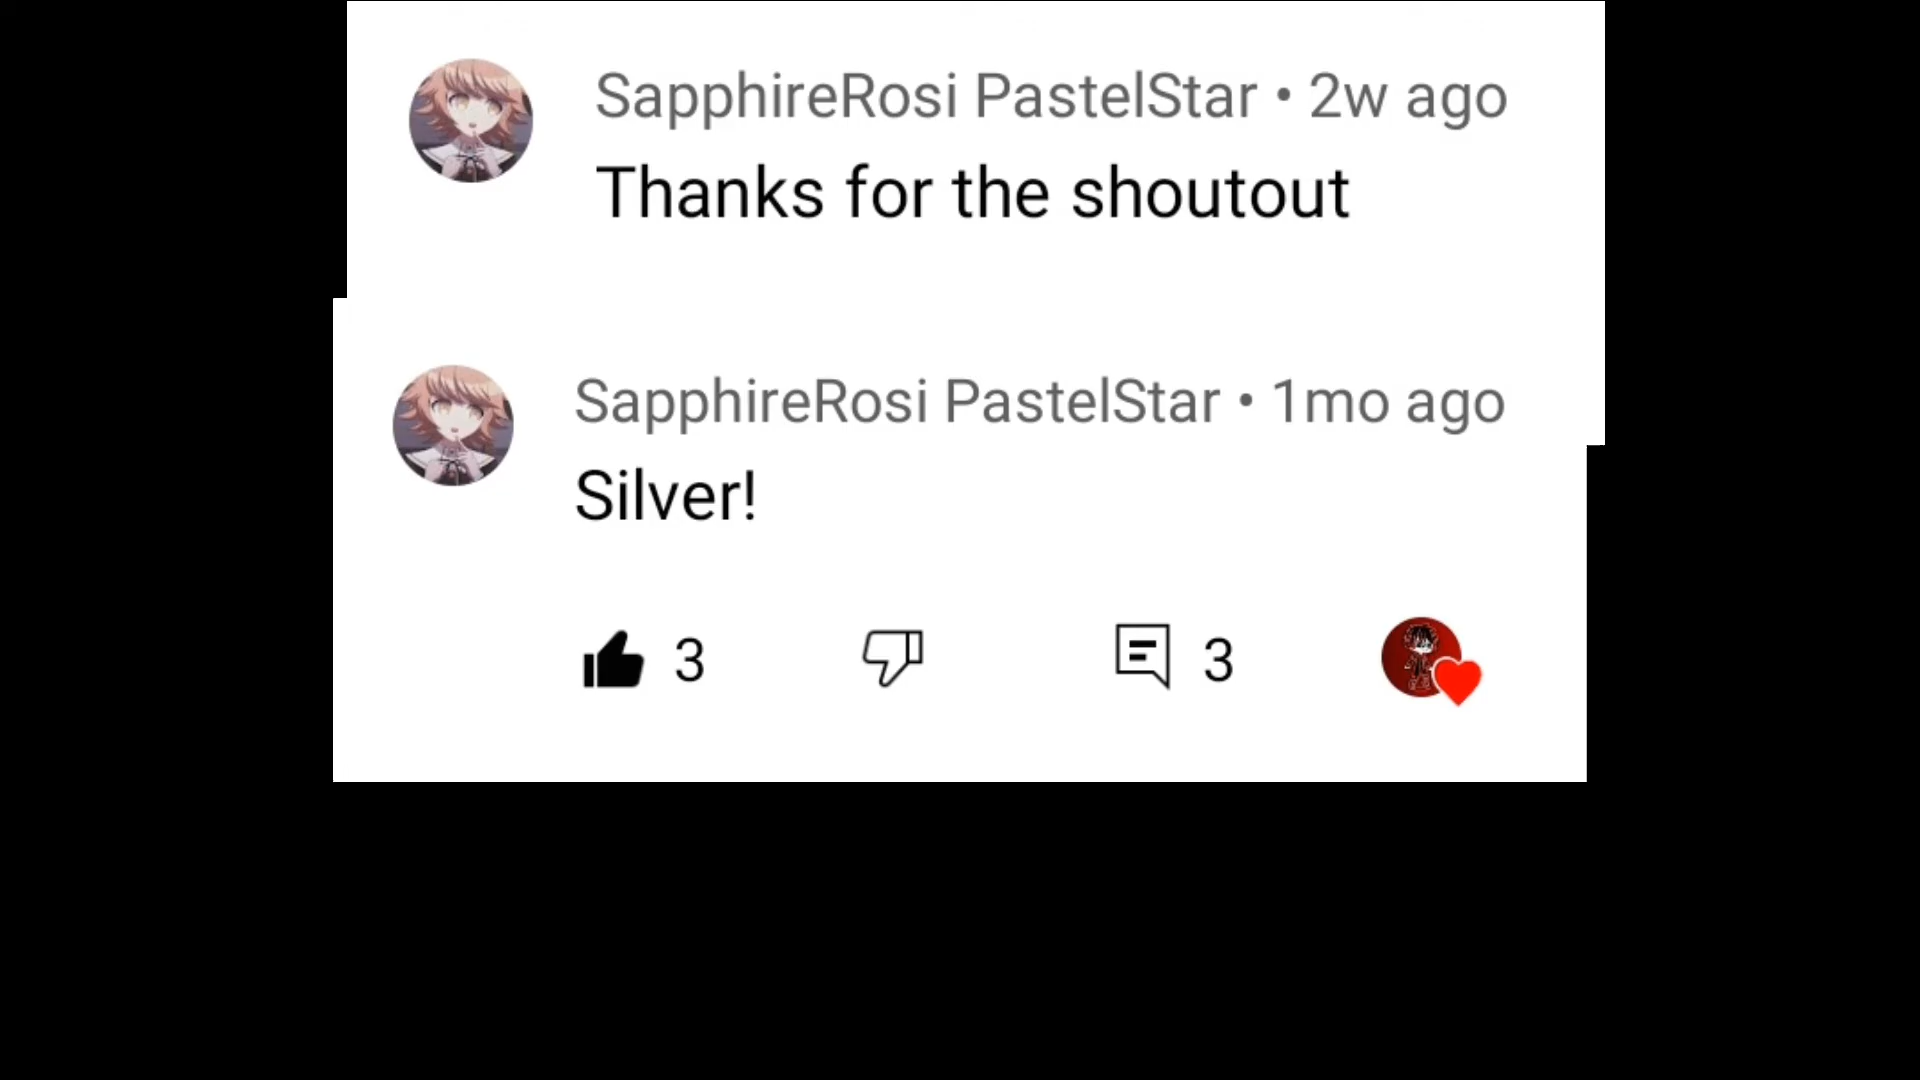 SapphireRosi PastelStar • 2w ago
Thanks for the shoutout
SapphireRosi PastelStar • 1mo ago
Silver!
3 3